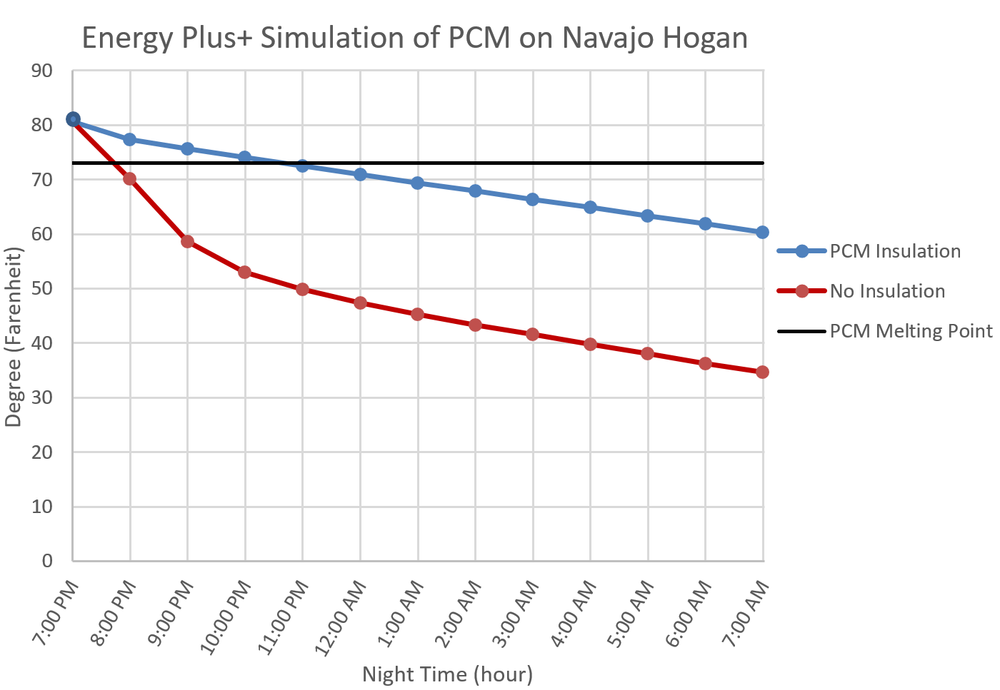 Energy Plus+ Simulation of PCM on Navajo Hogan
90
80
70
60
50
40
30
20
10
0
Degree (Farenheit)
7:00 PM
8:00 PM
9:00 PM
10:00 PM
11:00 PM
12:00 AM
1:00 AM
2:00 AM
3:00 AM
4:00 AM
5:00 AM
6:00 AM
7:00 AM
Night Time (hour)
PCM Insulation
No Insulation
PCM Melting Point